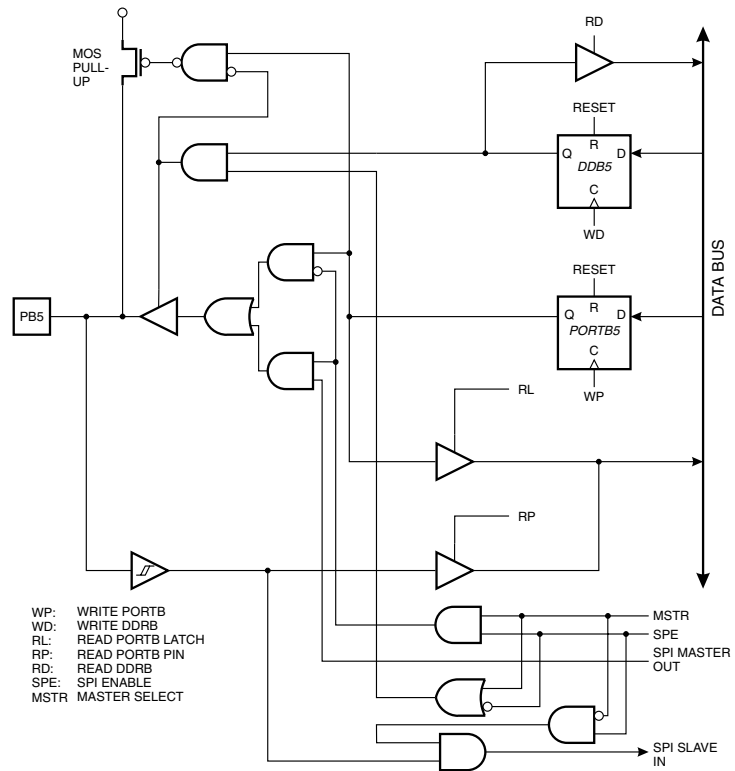 RD
MOS
PULL-
UP
RESET
R
Q D
DDB5
C
WD
DATA BUS
RESET
PB5
R
Q D
PORTB5
C
WP
RL
RP
WP: WRITE PORTB
WD: WRITE DDRB
RL: READ PORTB LATCH
RP: READ PORTB PIN
RD: READ DDRB
SPE: SPI ENABLE
MSTR MASTER SELECT
MSTR
SPE
SPI MASTER
OUT
SPI SLAVE
IN